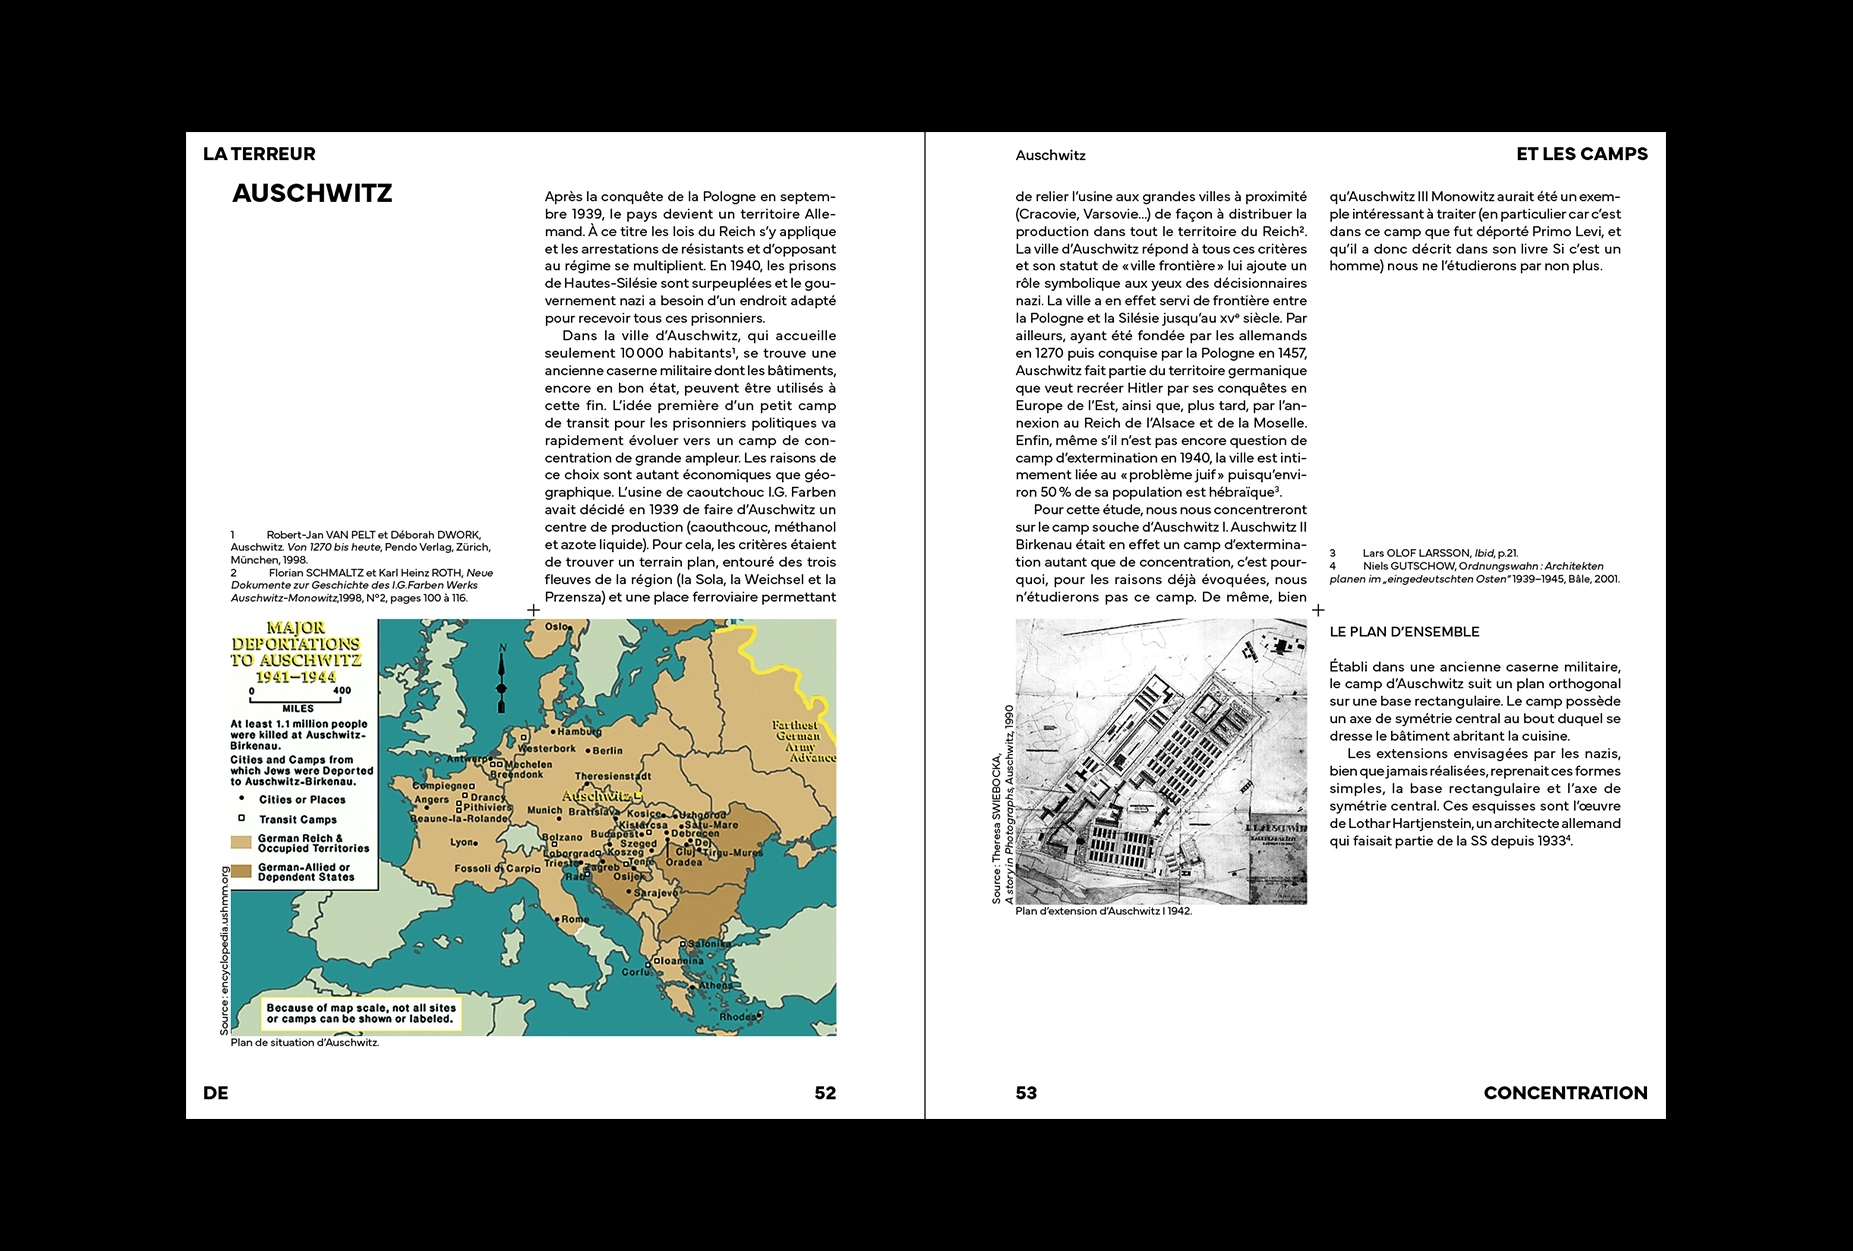 LA TERREUR
AUSCHWITZ
Après la conquête de la Pologne en septem-
bre 1939, le pays devient un territoire Alle-
mand. À ce titre les lois du Reich s’y applique
et les arrestations de résistants et d’opposant
au régime se multiplient. En 1940, les prisons
de Hautes-Silésie sont surpeuplées et le gou-
vernement nazi a besoin d’un endroit adapté
pour recevoir tous ces prisonniers.
Dans la ville d’Auschwitz, qui accueille
seulement 10 000 habitants¹, se trouve une
ancienne caserne militaire dont les bâtiments,
encore en bon état, peuvent être utilisés à
cette fin. L’idée première d’un petit camp
de transit pour les prisonniers politiques va
rapidement évoluer vers un camp de con-
centration de grande ampleur. Les raisons de
ce choix sont autant économiques que géo-
graphique. L’usine de caoutchouc I.G. Farben
avait décidé en 1939 de faire d’Auschwitz un
centre de production (caouthcouc, méthanol
et azote liquide). Pour cela, les critères étaient
de trouver un terrain plan, entouré des trois
fleuves de la région (la Sola, la Weichsel et la
Przensza) et une place ferroviaire permettant
1 Robert-Jan VAN PELT et Déborah DWORK,
Auschwitz. Von 1270 bis heute, Pendo Verlag, Zürich,
München, 1998.
2 Florian SCHMALTZ et Karl Heinz ROTH, Neue
Dokumente zur Geschichte des I.G.Farben Werks
Auschwitz-Monowitz,1998, N°2, pages 100 à 116.
MAJOR
DEPORTATIONS
TO AUSCHWITZ
1941–1944
0 400
MILES
At least 1.1 million people
were killed at Auschwitz-
Birkenau.
Cities and Camps from
which Jews were Deported
to Auschwitz-Birkenau.
Cities or Places
Transit Camps
German Reich &
Occupied Territories
German-Allied or
Dependent States
N
Oslo
Farthest
German
Army
Advance
Hamburg
Westerbork
Berlin
Antwerp
Mechelen
Breendonk
Theresienstadt
Compiegne
Auschwitz
Angers
Drancy
Pithiviers
Beaune-la-Rolande
Munich
Bratislava
Kosice
Uzhgorod
Kistarcsa
Satu-Mare
Budapest
Debrecen
Bolzano
Szeged
Dej
Lyon
Loborgrad
Koszeg
Cluj
Tirgu-Mures
Trieste
Tenje
Oradea
Fossoli di Carpi
Zagreb
Rab
Osijek
Sarajevo
Rome
Salonika
Ioannina
Corfu
Athens
Rhodes
Because of map scale, not all sites
or camps can be shown or labeled.
Source : encyclopedia.ushmm.org
Plan de situation d’Auschwitz.
DE
52
Auschwitz
ET LES CAMPS
de relier l’usine aux grandes villes à proximité
(Cracovie, Varsovie...) de façon à distribuer la
production dans tout le territoire du Reich².
La ville d’Auschwitz répond à tous ces critères
et son statut de « ville frontière » lui ajoute un
rôle symbolique aux yeux des décisionnaires
nazi. La ville a en effet servi de frontière entre
la Pologne et la Silésie jusqu’au XVᵉ siècle. Par
ailleurs, ayant été fondée par les allemands
en 1270 puis conquise par la Pologne en 1457,
Auschwitz fait partie du territoire germanique
que veut recréer Hitler par ses conquêtes en
Europe de l’Est, ainsi que, plus tard, par l’an-
nexion au Reich de l’Alsace et de la Moselle.
Enfin, même s’il n’est pas encore question de
camp d’extermination en 1940, la ville est inti-
mement liée au « problème juif » puisqu’envi-
ron 50 % de sa population est hébraïque³.
Pour cette étude, nous nous concentreront
sur le camp souche d’Auschwitz I. Auschwitz II
Birkenau était en effet un camp d’extermina-
tion autant que de concentration, c’est pour-
quoi, pour les raisons déjà évoquées, nous
n’étudierons pas ce camp. De même, bien
qu’Auschwitz III Monowitz aurait été un exem-
ple intéressant à traiter (en particulier car c’est
dans ce camp que fut déporté Primo Levi, et
qu’il a donc décrit dans son livre Si c’est un
homme) nous ne l’étudierons par non plus.
3 Lars OLOF LARSSON, Ibid, p.21.
4 Niels GUTSCHOW, Ordnungswahn : Architekten
planen im „eingedeutschten Osten” 1939–1945, Bâle, 2001.
Source : Theresa SWIEBOCKA,
A story in Photographs, Auschwitz, 1990
Plan d’extension d’Auschwitz I 1942.
LE PLAN D’ENSEMBLE
Établi dans une ancienne caserne militaire,
le camp d’Auschwitz suit un plan orthogonal
sur une base rectangulaire. Le camp possède
un axe de symétrie central au bout duquel se
dresse le bâtiment abritant la cuisine.
Les extensions envisagées par les nazis,
bien que jamais réalisées, reprenait ces formes
simples, la base rectangulaire et l’axe de
symétrie central. Ces esquisses sont l’œuvre
de Lothar Hartjenstein, un architecte allemand
qui faisait partie de la SS depuis 1933⁴.
53
CONCENTRATION